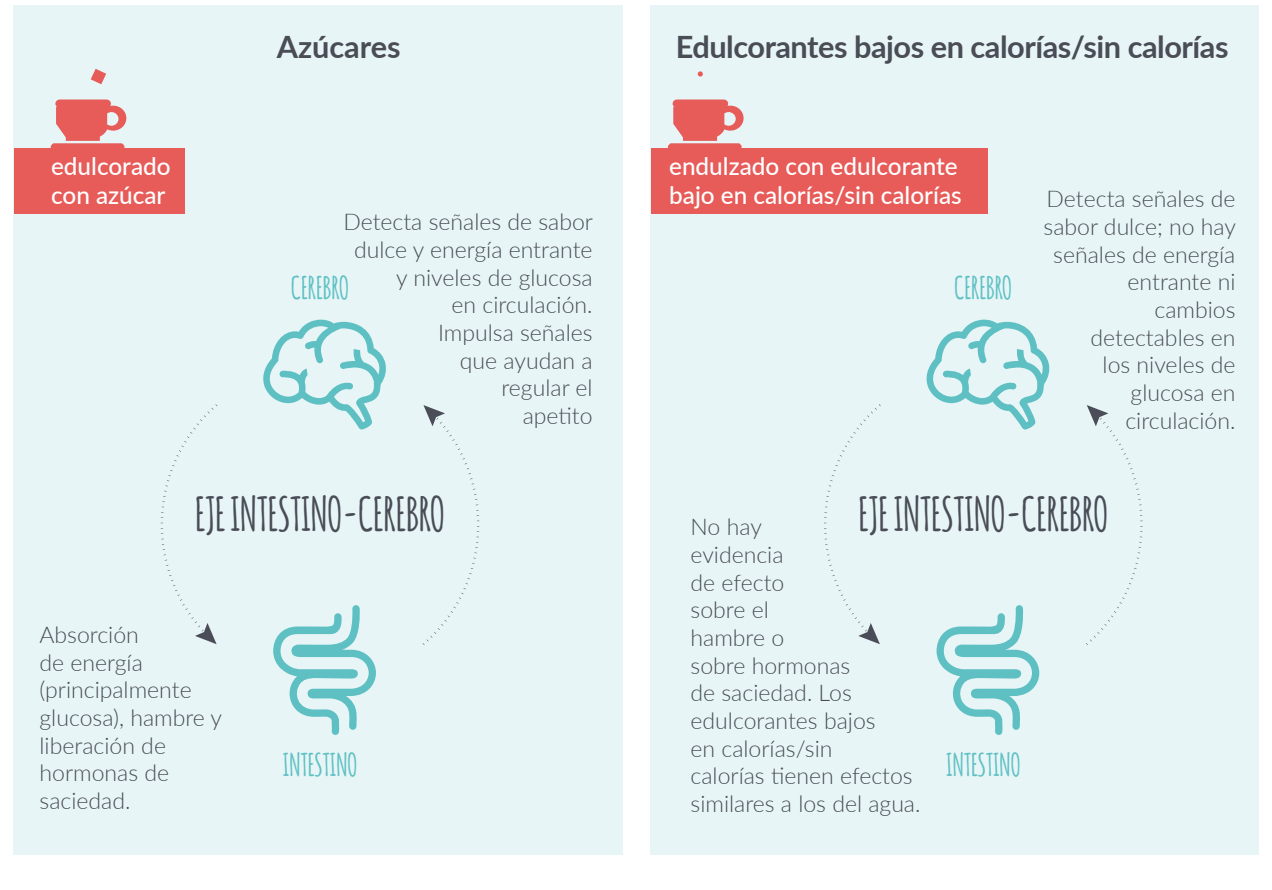 Azúcares
edulcorado
con azúcar
Detecta señales de sabor
dulce y energía entrante
y niveles de glucosa
en circulación.
Impulsa señales
que ayudan a
regular el
apetito
CEREBRO
EJE INTESTINO-CEREBRO
Absorción
de energía
(principalmente
glucosa), hambre y
liberación de
hormonas de
saciedad.
INTESTINO
Edulcorantes bajos en calorías/sin calorías
endulzado con edulcorante
bajo en calorías/sin calorías
Detecta señales de
sabor dulce; no hay
señales de energía
entrante ni
cambios
detectables en
los niveles de
glucosa en
circulación.
CEREBRO
EJE INTESTINO-CEREBRO
No hay
evidencia
de efecto
sobre el
hambre o
sobre hormonas
de saciedad. Los
edulcorantes bajos
en calorías/sin
calorías tienen efectos
similares a los del agua.
INTESTINO